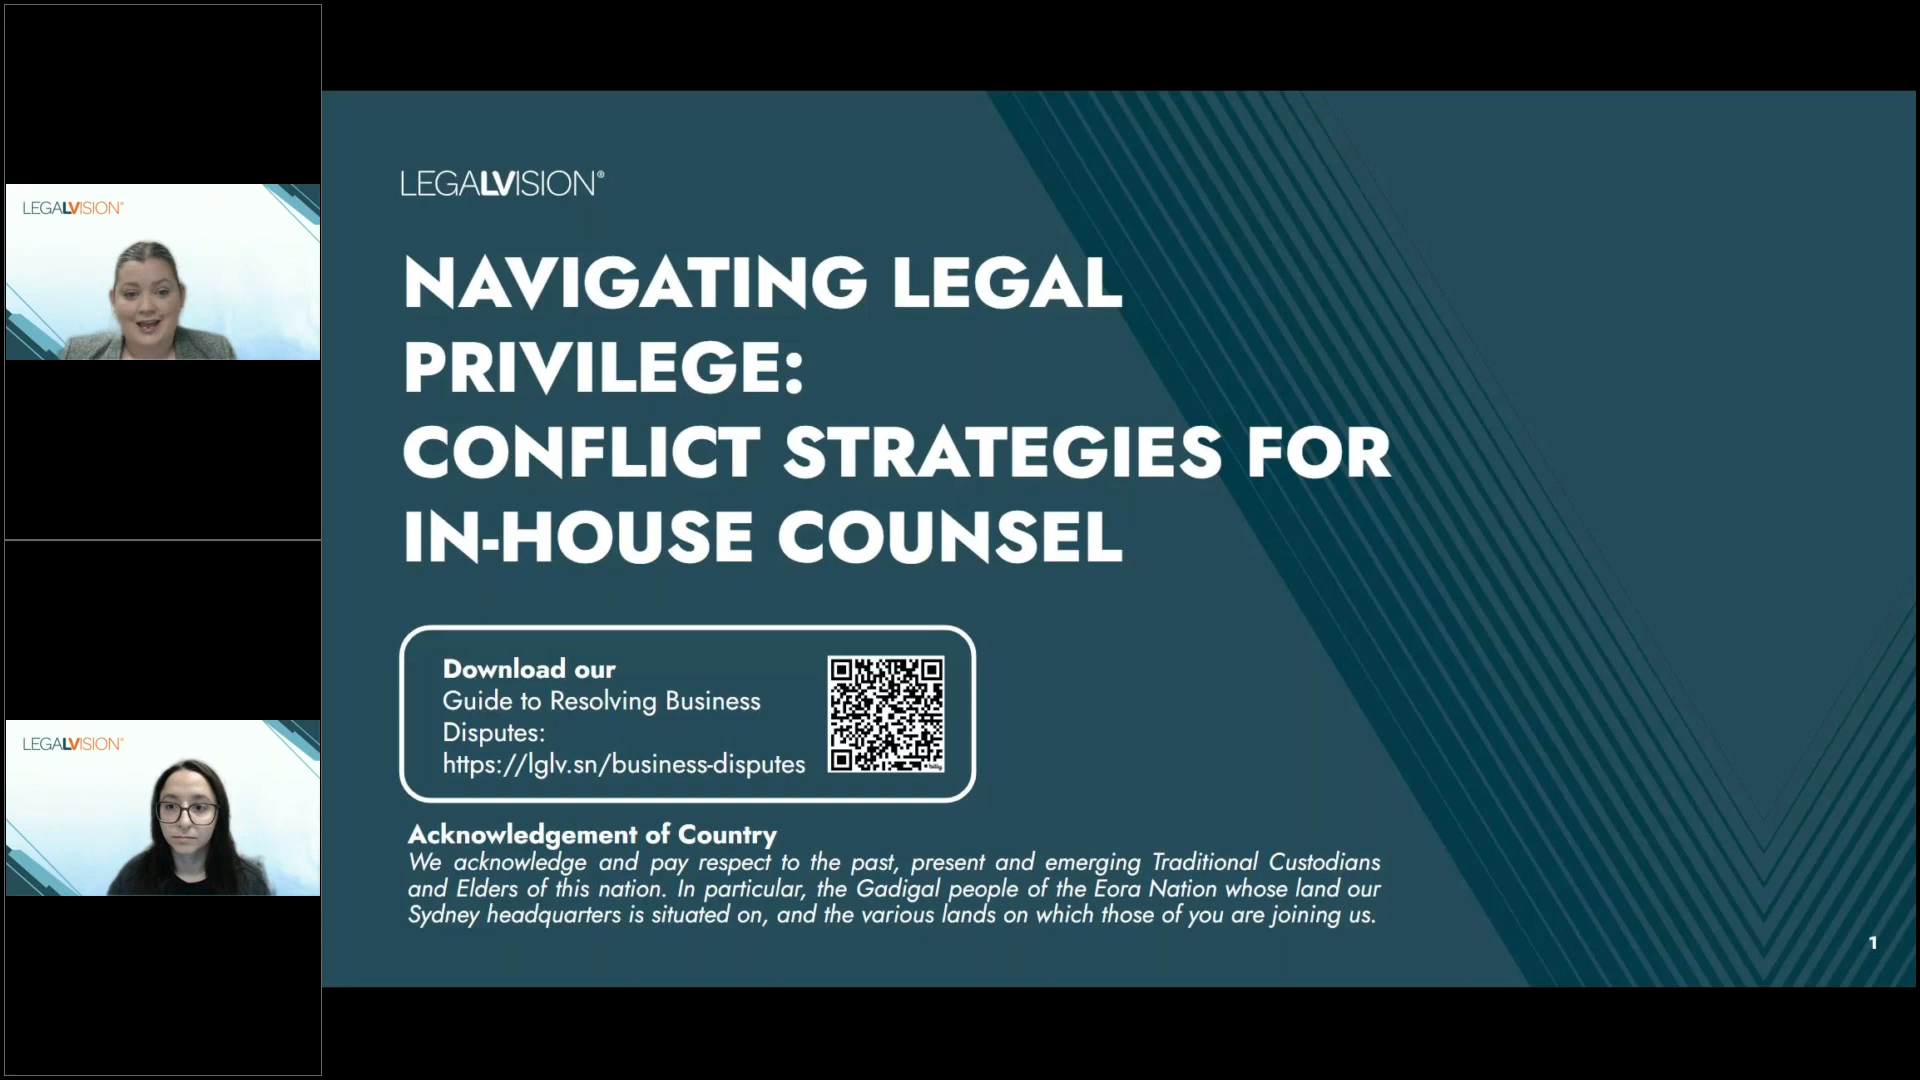 LEGALVISION®
LEGALVISION®
NAVIGATING LEGAL
PRIVILEGE:
CONFLICT STRATEGIES FOR
IN-HOUSE COUNSEL
Download our
Guide to Resolving Business
Disputes:
https://lglv.sn/business-disputes
Acknowledgement of Country
We acknowledge and pay respect to the past, present and emerging Traditional Custodians
and Elders of this nation. In particular, the Gadigal people of the Eora Nation whose land our
Sydney headquarters is situated on, and the various lands on which those of you are joining us.
1
LEGALVISION®